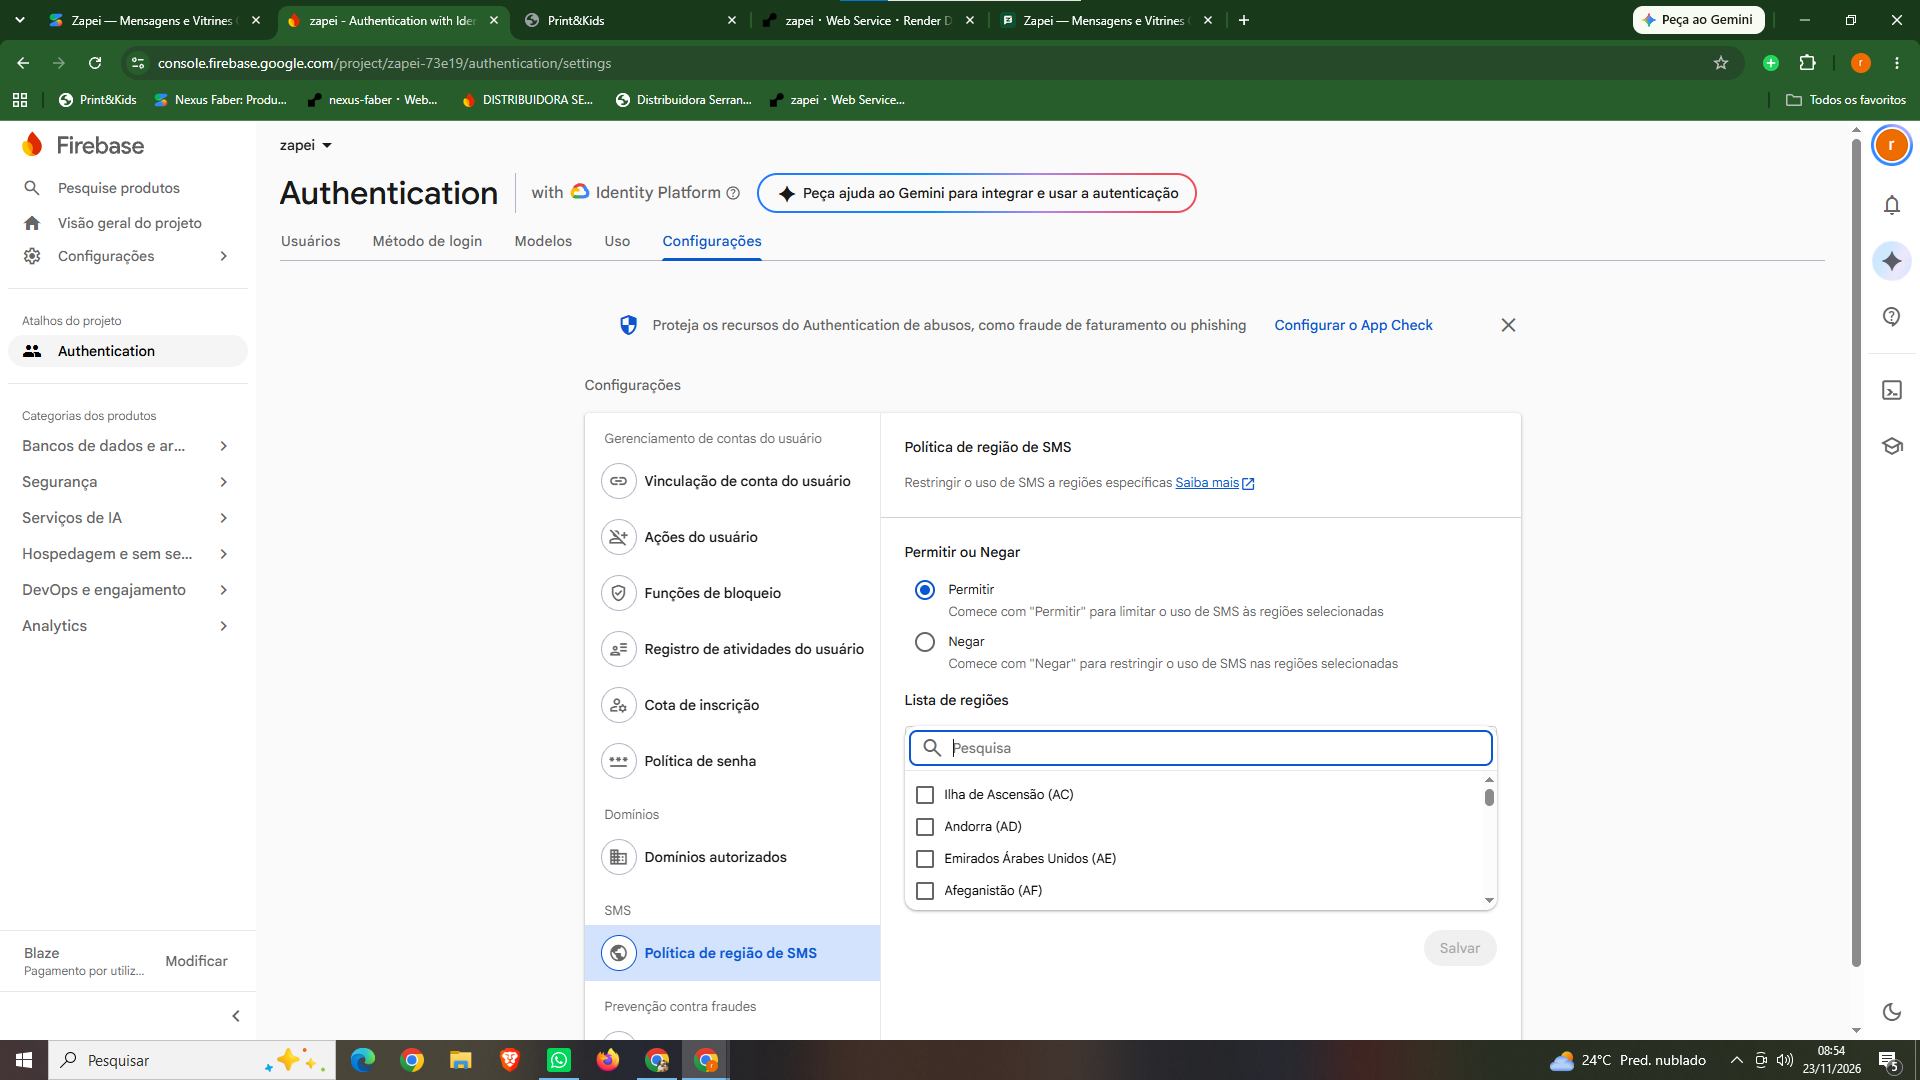 Zapei — Mensagens e Vitrines
zapei - Authentication with Iden
Print&Kids
zapei・Web Service・Render D
Zapei — Mensagens e Vitrines
Peça ao Gemini
console.firebase.google.com/project/zapei-73e19/authentication/settings
r
Print&Kids
Nexus Faber: Produ...
nexus-faber・Web...
DISTRIBUIDORA SE...
Distribuidora Serran...
zapei・Web Service...
Todos os favoritos
Firebase
zapei
r
Pesquise produtos
Authentication
with Identity Platform
Peça ajuda ao Gemini para integrar e usar a autenticação
Visão geral do projeto
Configurações
Usuários
Método de login
Modelos
Uso
Configurações
Atalhos do projeto
Authentication
Proteja os recursos do Authentication de abusos, como fraude de faturamento ou phishing
Configurar o App Check
Categorias dos produtos
Bancos de dados e ar...
Segurança
Serviços de IA
Hospedagem e sem se...
DevOps e engajamento
Analytics
Configurações
Gerenciamento de contas do usuário
Vinculação de conta do usuário
Ações do usuário
Funções de bloqueio
Registro de atividades do usuário
Cota de inscrição
Política de senha
Domínios
Domínios autorizados
SMS
Política de região de SMS
Prevenção contra fraudes
Política de região de SMS
Restringir o uso de SMS a regiões específicas Saiba mais
Permitir ou Negar
Permitir
Comece com "Permitir" para limitar o uso de SMS às regiões selecionadas
Negar
Comece com "Negar" para restringir o uso de SMS nas regiões selecionadas
Lista de regiões
Pesquisa
Ilha de Ascensão (AC)
Andorra (AD)
Emirados Árabes Unidos (AE)
Afeganistão (AF)
Salvar
Blaze
Pagamento por utiliz...
Modificar
Pesquisar
24°C Pred. nublado
08:54
23/11/2026
5